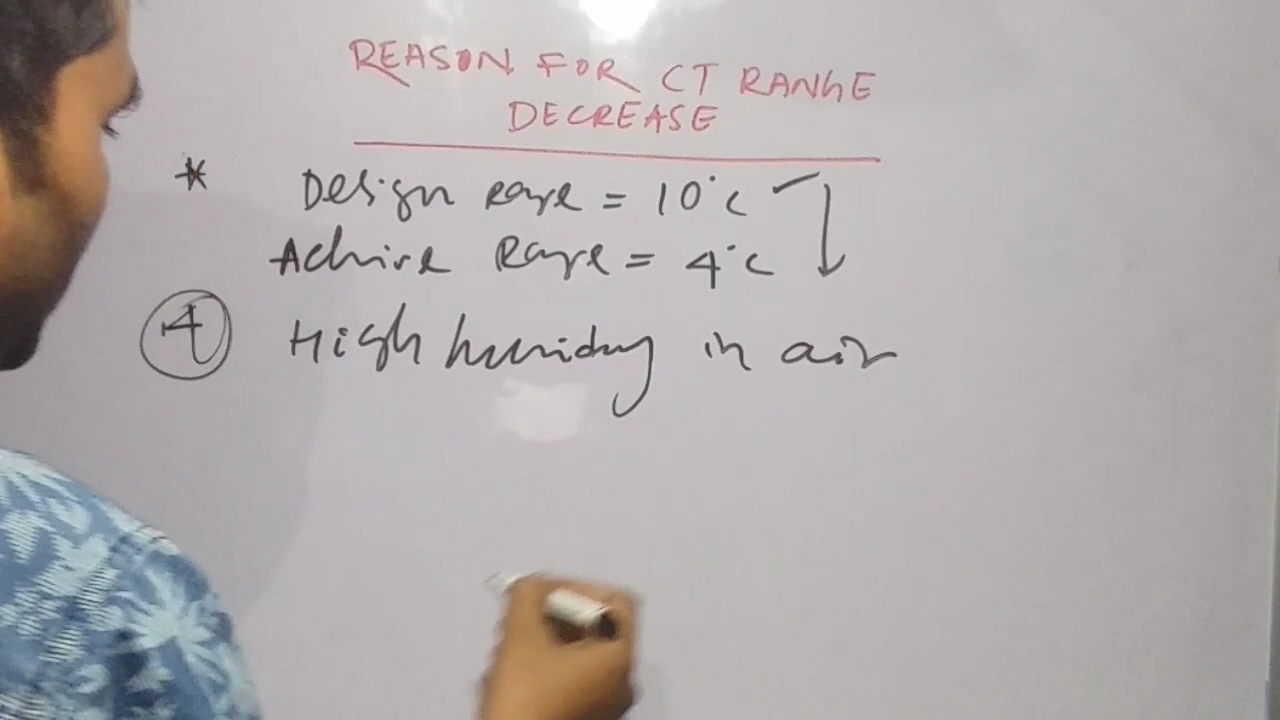 REASON FOR CT RANGE
DECREASE
* Design Range = 10°C
Achive Range = 4°C
4 High humidity in air